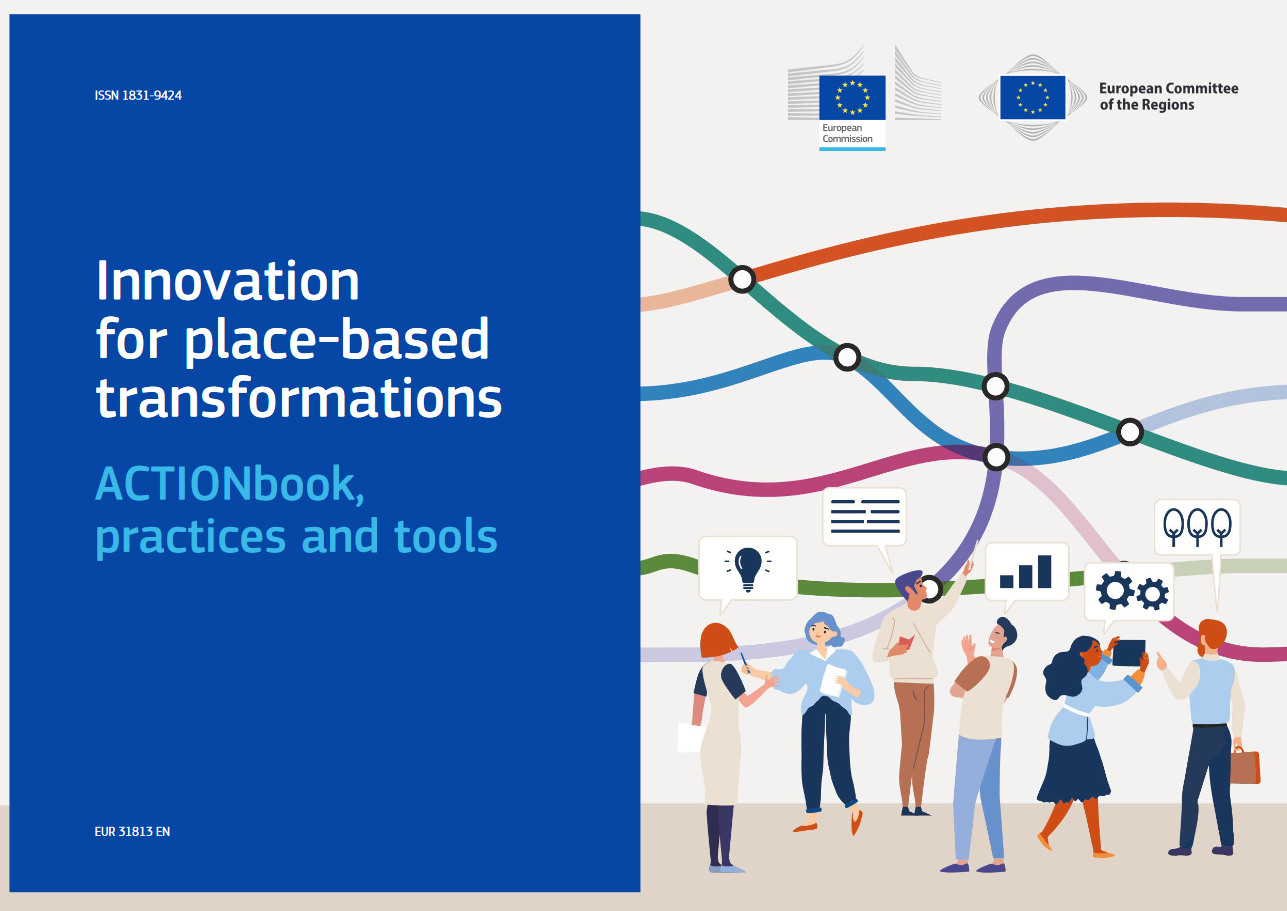 ISSN 1831-9424
European
Commission
European Committee
of the Regions
Innovation
for place-based
transformations
ACTIONbook,
practices and tools
EUR 31813 EN